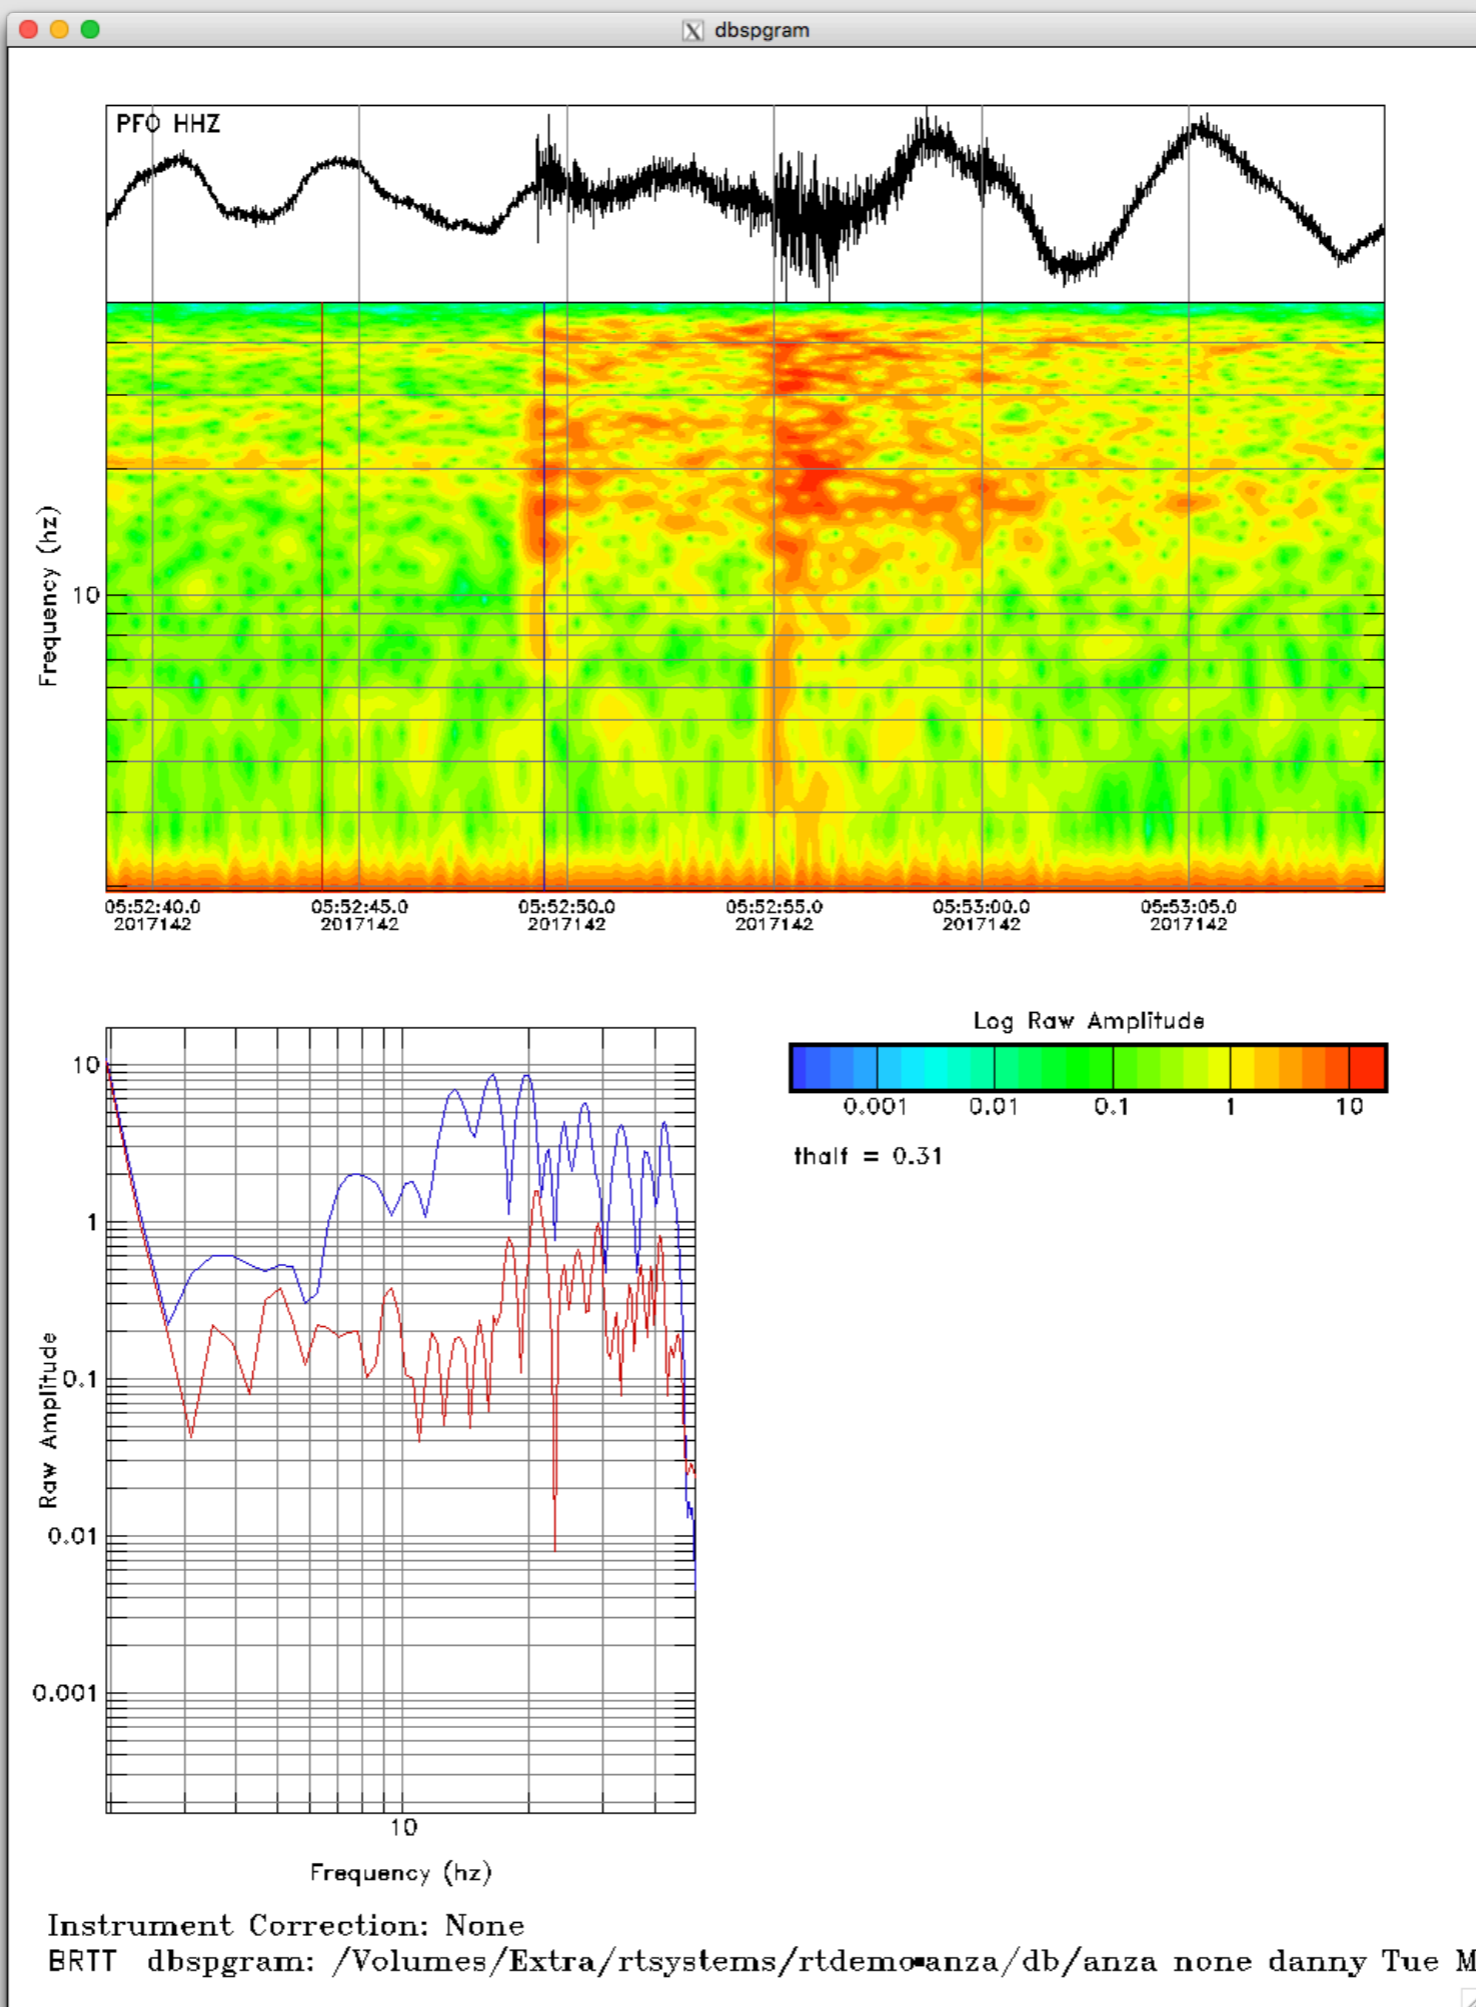 dbspgram
PFO HHZ
Frequency (hz)
10
05:52:40.0 05:52:45.0 05:52:50.0 05:52:55.0 05:53:00.0 05:53:05.0
2017142 2017142 2017142 2017142 2017142 2017142
Log Raw Amplitude
0.001 0.01 0.1 1 10
thalf = 0.31
Raw Amplitude
10
1
0.1
0.01
0.001
10
Frequency (hz)
Instrument Correction: None
BRTT dbspgram: /Volumes/Extra/rtsystems/rtdemo-anza/db/anza none danny Tue M